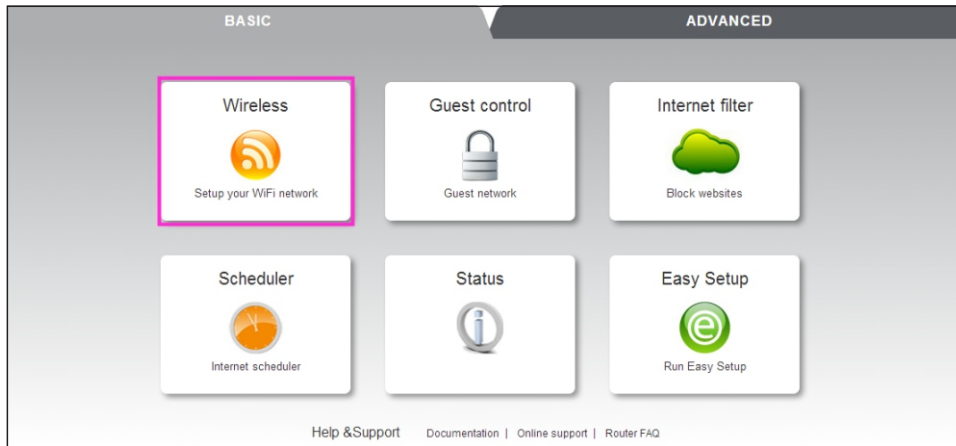 BASIC
ADVANCED
Wireless
Setup your WiFi network
Guest control
Guest network
Internet filter
Block websites
Scheduler
Internet scheduler
Status
Easy Setup
Run Easy Setup
Help &Support Documentation | Online support | Router FAQ